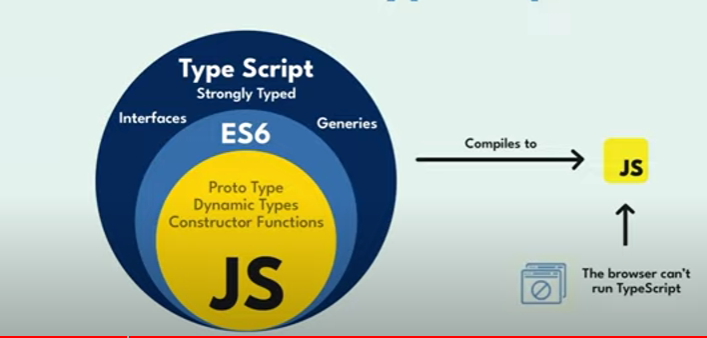 Type Script
Strongly Typed
Interfaces
Generies
ES6
Proto Type
Dynamic Types
Constructor Functions
JS
Compiles to
JS
The browser can't
run TypeScript